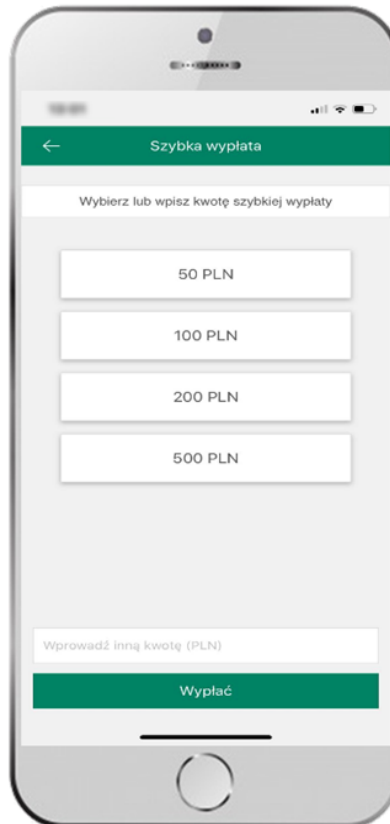 Szybka wypłata
Wybierz lub wpisz kwotę szybkiej wypłaty
50 PLN
100 PLN
200 PLN
500 PLN
Wprowadź inną kwotę (PLN)
Wypłać